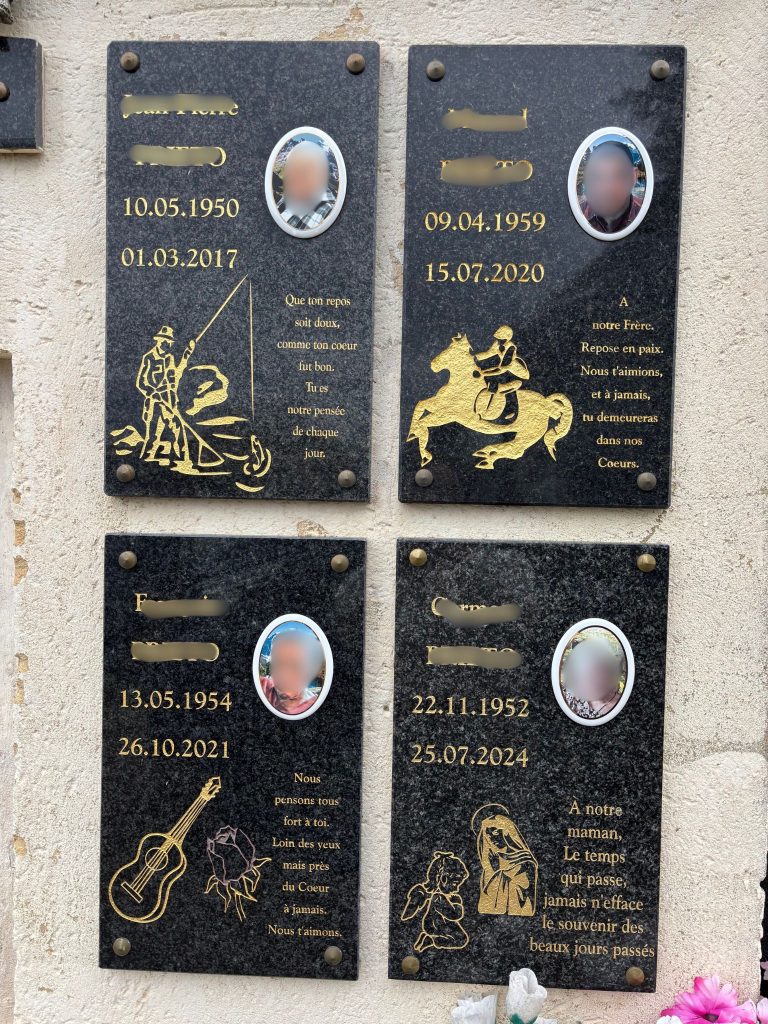 10.05.1950
01.03.2017
Que ton repos
soit doux,
comme ton coeur
fut bon.
Tu es
notre pensée
de chaque
jour.
09.04.1959
15.07.2020
A
notre Frère.
Repose en paix.
Nous t'aimions,
et à jamais,
tu demeureras
dans nos
Coeurs.
13.05.1954
26.10.2021
Nous
pensons tous
fort à toi.
Loin des yeux
mais près
du Coeur
à jamais.
Nous t'aimons.
22.11.1952
25.07.2024
À notre
maman,
Le temps
qui passe,
jamais n'efface
le souvenir des
beaux jours passés